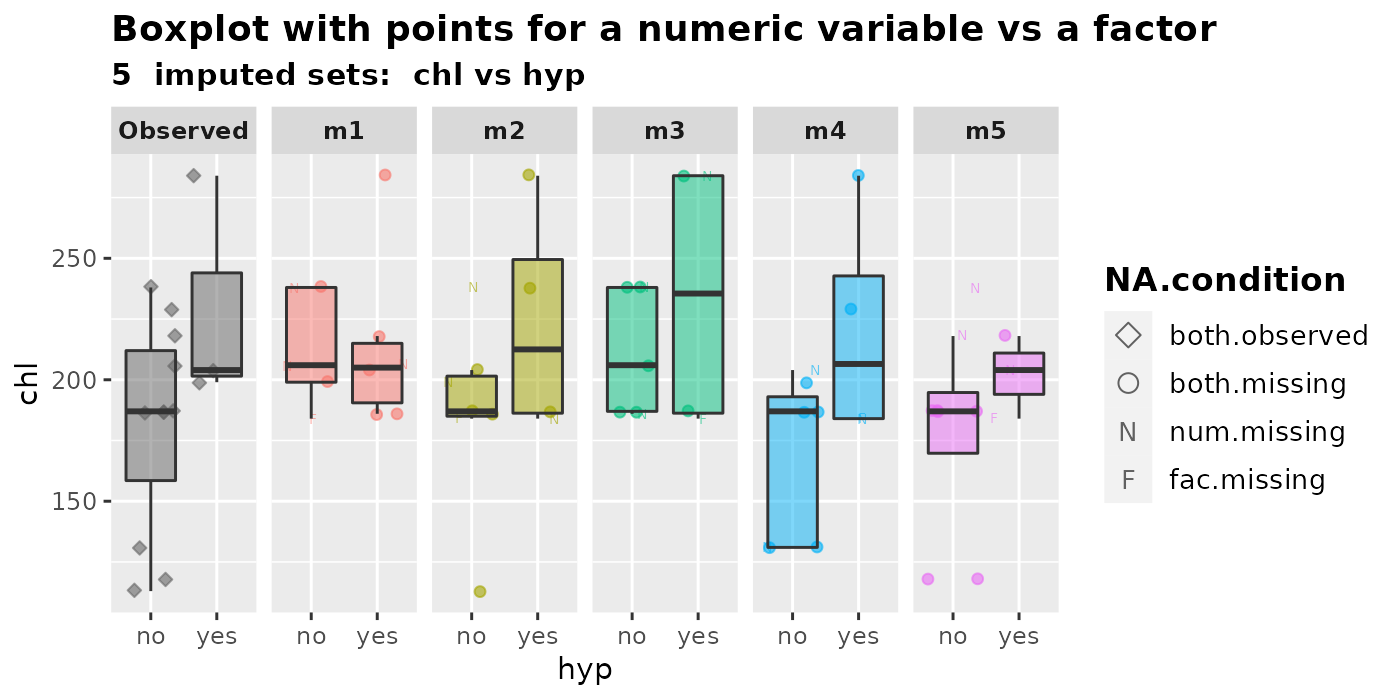 Boxplot with points for a numeric variable vs a factor
5  imputed sets:  chl vs hyp
Observed m1 m2 m3 m4 m5
250
200
150
chl
no yes no yes no yes no yes no yes no yes
hyp
NA.condition
both.observed
both.missing
N num.missing
F fac.missing